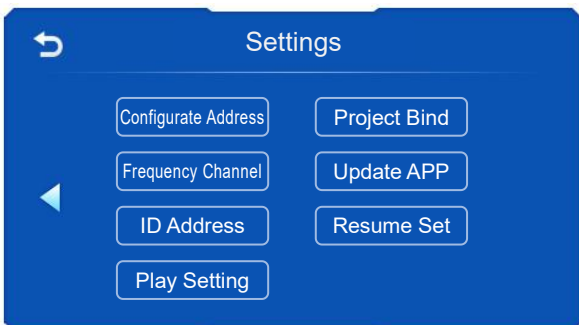 Settings
Configurate Address
Project Bind
Frequency Channel
Update APP
ID Address
Resume Set
Play Setting